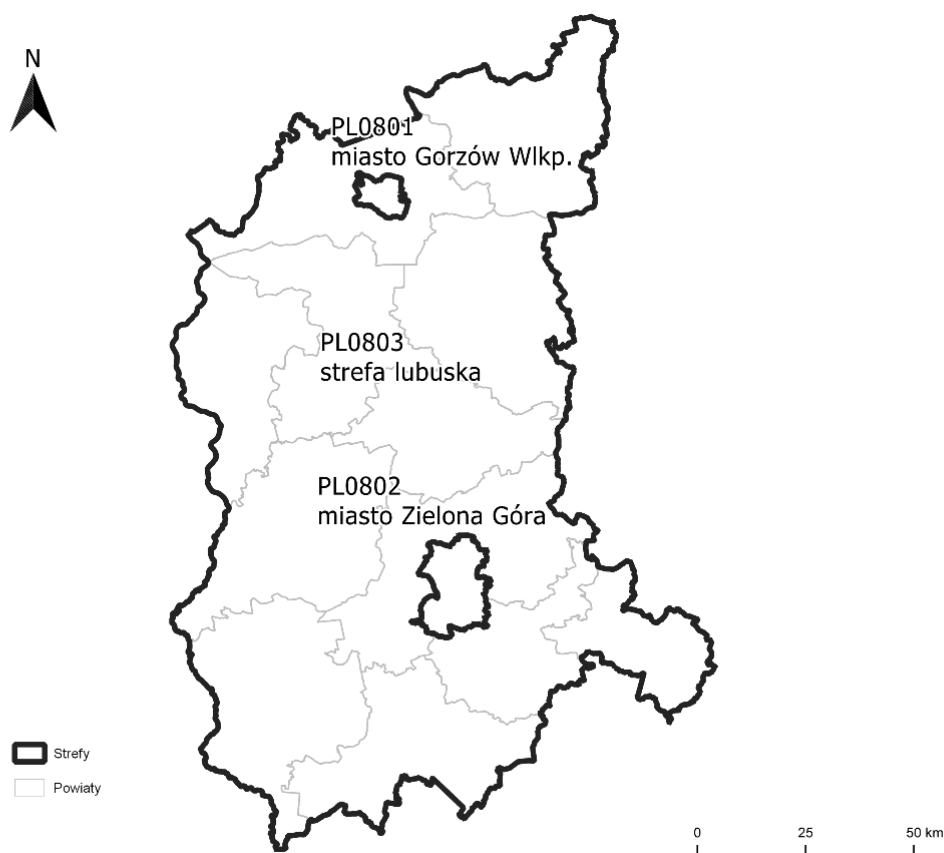 N
PL0801
miasto Gorzów Wlkp.
PL0803
strefa lubuska
PL0802
miasto Zielona Góra
Strefy
Powiaty
0 25 50 km